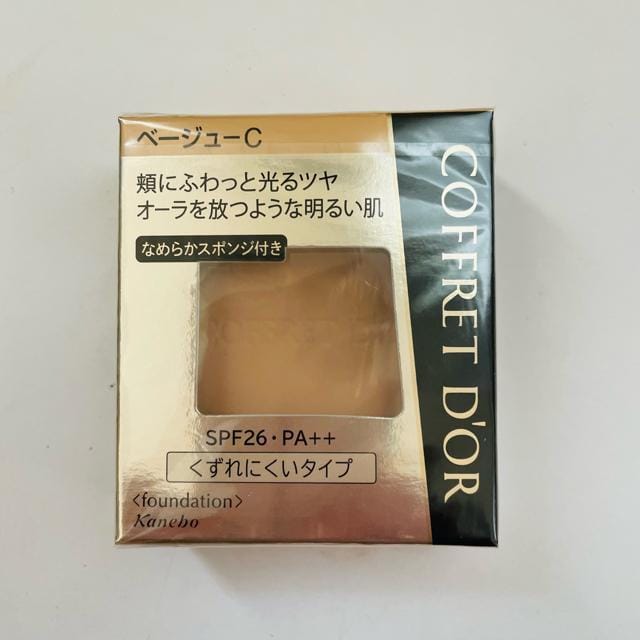 ベージューC
頬にふわっと光るツヤ
オーラを放つような明るい肌
なめらかスポンジ付き
SPF26・PA++
くずれにくいタイプ
<foundation>
Kanebo
COFFRET D'OR